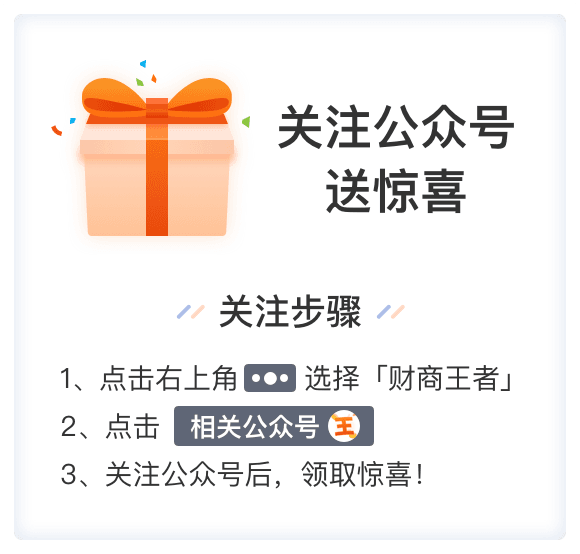 关注公众号
送惊喜
关注步骤
1、点击右上角 选择「财商王者」
2、点击 相关公众号 王
3、关注公众号后，领取惊喜！